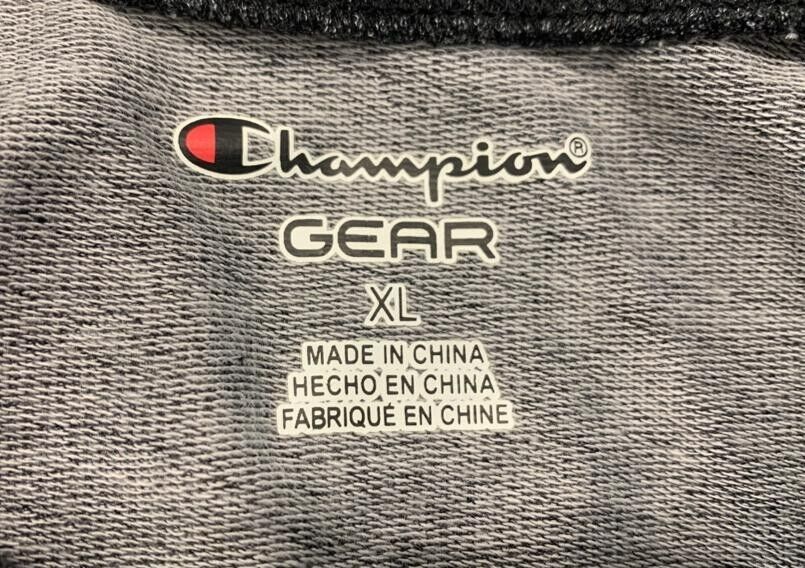 Champion®
GEAR
XL
MADE IN CHINA
HECHO EN CHINA
FABRIQUÉ EN CHINE